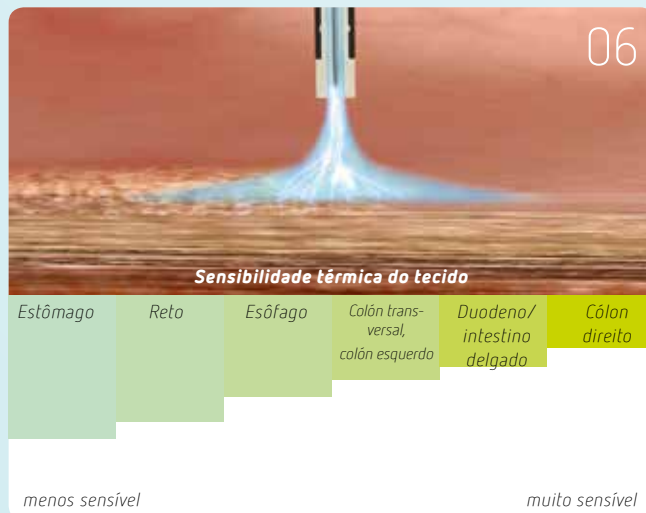 06
Sensibilidade térmica do tecido
Estômago
Reto
Esôfago
Colón trans-
versal,
colón esquerdo
Duodeno/
intestino
delgado
Cólon
direito
menos sensível
muito sensível